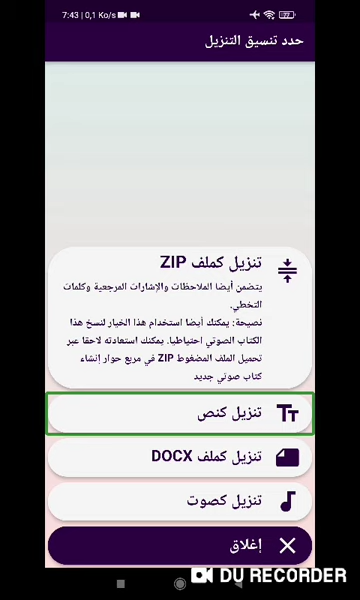 7:43 | 0,1 Ko/s
77
حدد تنسيق التنزيل
تنزيل كملف ZIP
يتضمن أيضا الملاحظات والإشارات المرجعية وكلمات
التخطي.
نصيحة: يمكنك أيضا استخدام هذا الخيار لنسخ هذا
الكتاب الصوتي احتياطيا. يمكنك استعادته لاحقا عبر
تحميل الملف المضغوط ZIP في مربع حوار إنشاء
كتاب صوتي جديد
تنزيل كنص
تنزيل كملف DOCX
تنزيل كصوت
إغلاق
DU RECORDER